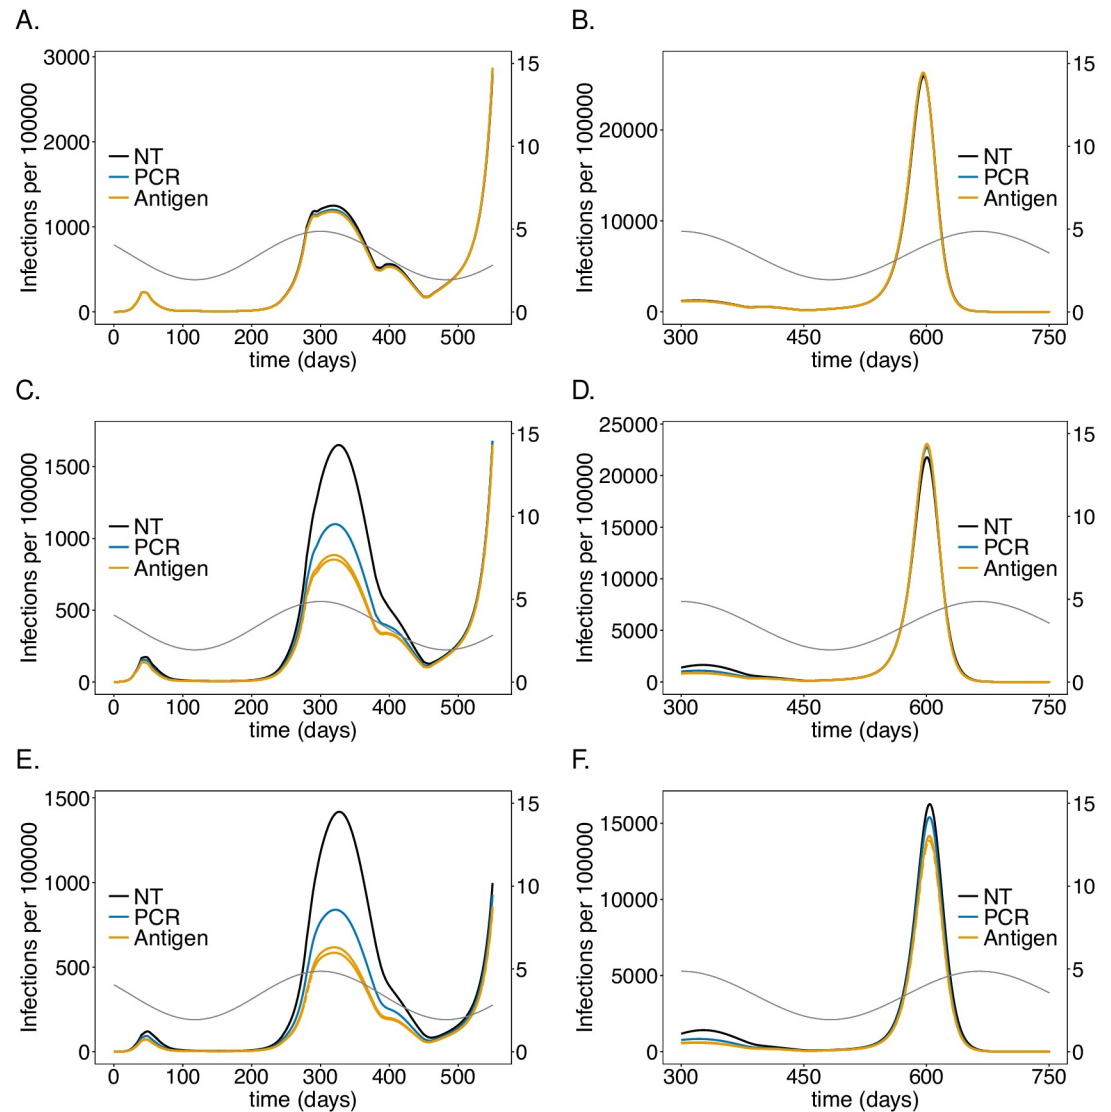 A.
3000
2000
1000
0
15
10
5
0
Infections per 100000
NT
PCR
Antigen
0 100 200 300 400 500
time (days)
B.
20000
10000
0
15
10
5
0
Infections per 100000
NT
PCR
Antigen
300 450 600 750
time (days)
C.
1500
1000
500
0
15
10
5
0
Infections per 100000
NT
PCR
Antigen
0 100 200 300 400 500
time (days)
D.
25000
20000
15000
10000
5000
0
15
10
5
0
Infections per 100000
NT
PCR
Antigen
300 450 600 750
time (days)
E.
1500
1000
500
0
15
10
5
0
Infections per 100000
NT
PCR
Antigen
0 100 200 300 400 500
time (days)
F.
15000
10000
5000
0
15
10
5
0
Infections per 100000
NT
PCR
Antigen
300 450 600 750
time (days)